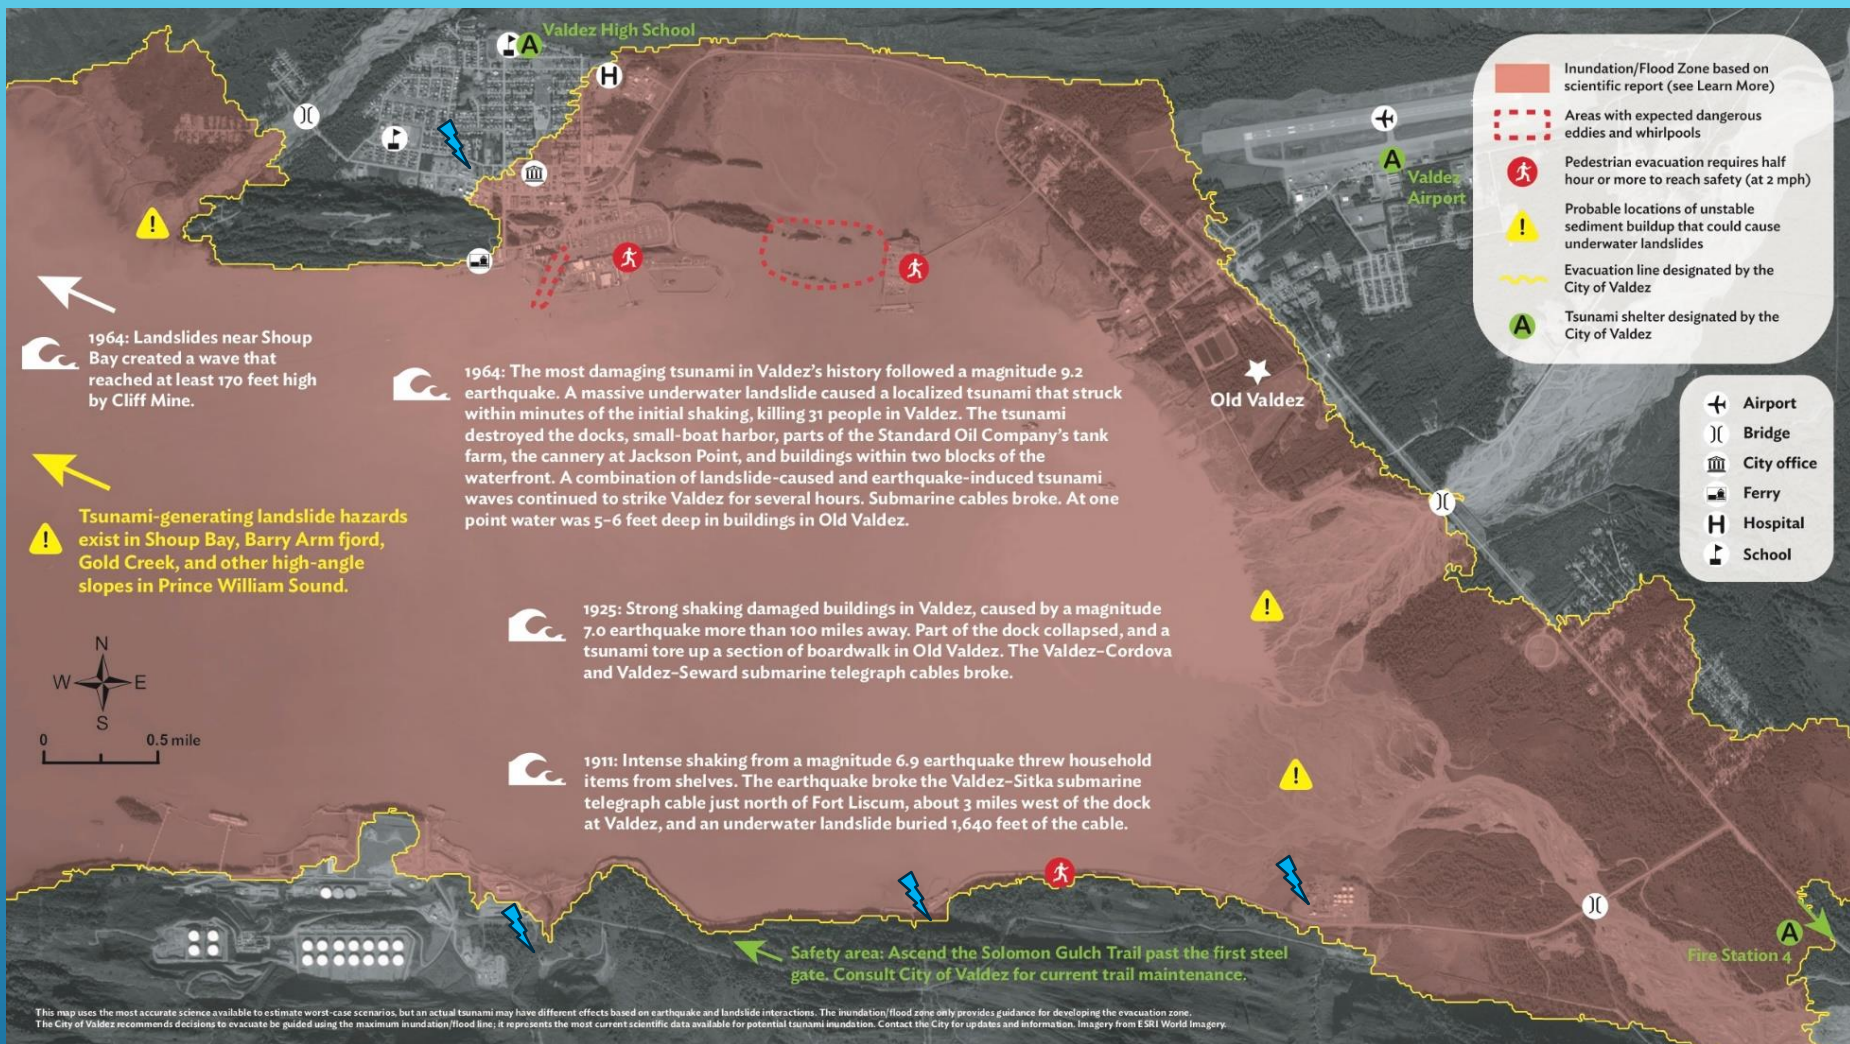 Valdez High School
A
H
A
Valdez
Airport
Inundation/Flood Zone based on
scientific report (see Learn More)
Areas with expected dangerous
eddies and whirlpools
Pedestrian evacuation requires half
hour or more to reach safety (at 2 mph)
!
Probable locations of unstable
sediment buildup that could cause
underwater landslides
Evacuation line designated by the
City of Valdez
A
Tsunami shelter designated by the
City of Valdez
!
1964: Landslides near Shoup
Bay created a wave that
reached at least 170 feet high
by Cliff Mine.
1964: The most damaging tsunami in Valdez's history followed a magnitude 9.2
earthquake. A massive underwater landslide caused a localized tsunami that struck
within minutes of the initial shaking, killing 31 people in Valdez. The tsunami
destroyed the docks, small-boat harbor, parts of the Standard Oil Company's tank
farm, the cannery at Jackson Point, and buildings within two blocks of the
waterfront. A combination of landslide-caused and earthquake-induced tsunami
waves continued to strike Valdez for several hours. Submarine cables broke. At one
point water was 5–6 feet deep in buildings in Old Valdez.
Old Valdez
Airport
Bridge
City office
Ferry
H Hospital
School
!
Tsunami-generating landslide hazards
exist in Shoup Bay, Barry Arm fjord,
Gold Creek, and other high-angle
slopes in Prince William Sound.
1925: Strong shaking damaged buildings in Valdez, caused by a magnitude
7.0 earthquake more than 100 miles away. Part of the dock collapsed, and a
tsunami tore up a section of boardwalk in Old Valdez. The Valdez–Cordova
and Valdez–Seward submarine telegraph cables broke.
!
N
W E
S
0 0.5 mile
1911: Intense shaking from a magnitude 6.9 earthquake threw household
items from shelves. The earthquake broke the Valdez–Sitka submarine
telegraph cable just north of Fort Liscum, about 3 miles west of the dock
at Valdez, and an underwater landslide buried 1,640 feet of the cable.
!
Safety area: Ascend the Solomon Gulch Trail past the first steel
gate. Consult City of Valdez for current trail maintenance.
A
Fire Station 4
This map uses the most accurate science available to estimate worst-case scenarios, but an actual tsunami may have different effects based on earthquake and landslide interactions. The inundation/flood zone only provides guidance for developing the evacuation zone.
The City of Valdez recommends decisions to evacuate be guided using the maximum inundation/flood line; it represents the most current scientific data available for potential tsunami inundation. Contact the City for updates and information. Imagery from ESRI World Imagery.